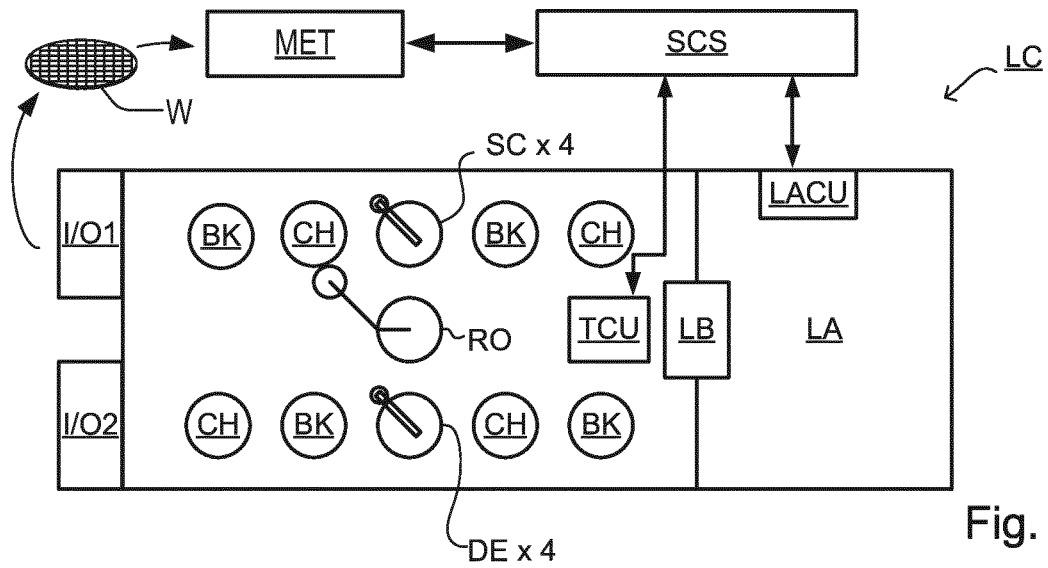 MET
SCS
LC
W
SC x 4
I/O1
BK
CH
BK
CH
LACU
RO
TCU
LB
LA
I/O2
CH
BK
CH
BK
DE x 4
Fig.